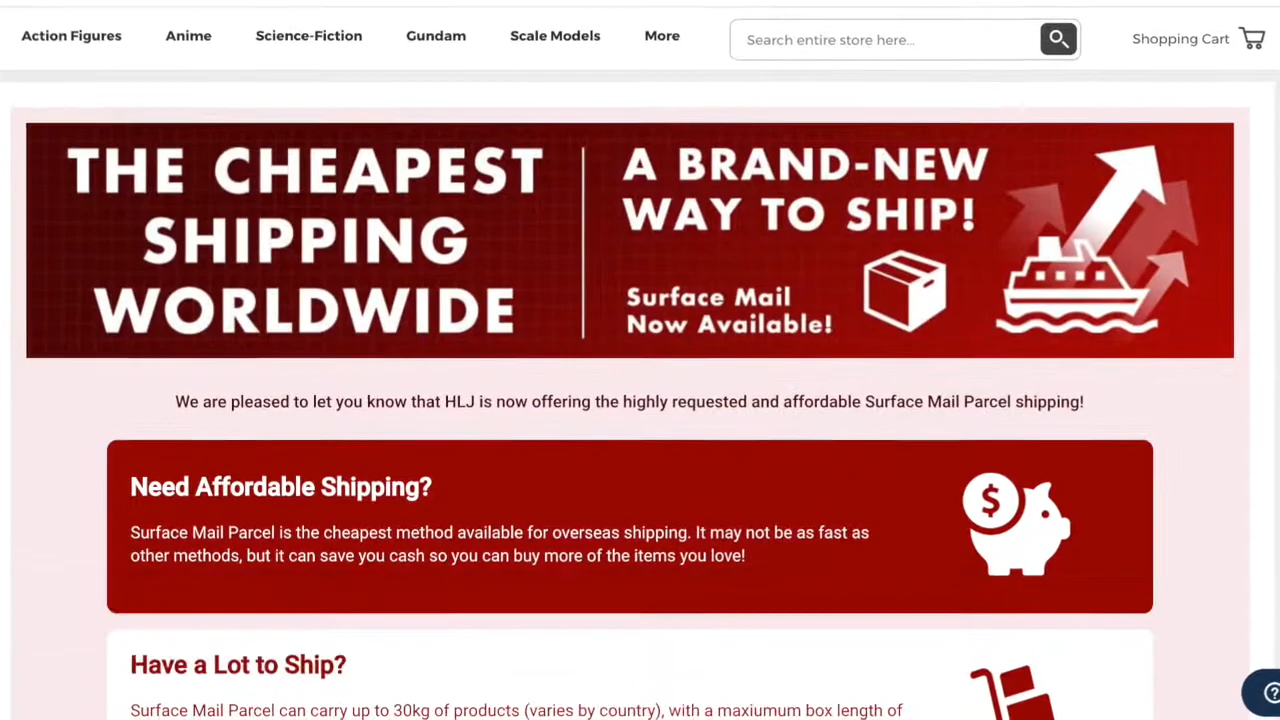 Action Figures Anime Science-Fiction Gundam Scale Models More Search entire store here... Shopping Cart
THE CHEAPEST
SHIPPING
WORLDWIDE
A BRAND-NEW
WAY TO SHIP!
Surface Mail
Now Available!
We are pleased to let you know that HLJ is now offering the highly requested and affordable Surface Mail Parcel shipping!
Need Affordable Shipping?
$
Surface Mail Parcel is the cheapest method available for overseas shipping. It may not be as fast as
other methods, but it can save you cash so you can buy more of the items you love!
Have a Lot to Ship?
Surface Mail Parcel can carry up to 30kg of products (varies by country), with a maxiumum box length of
?